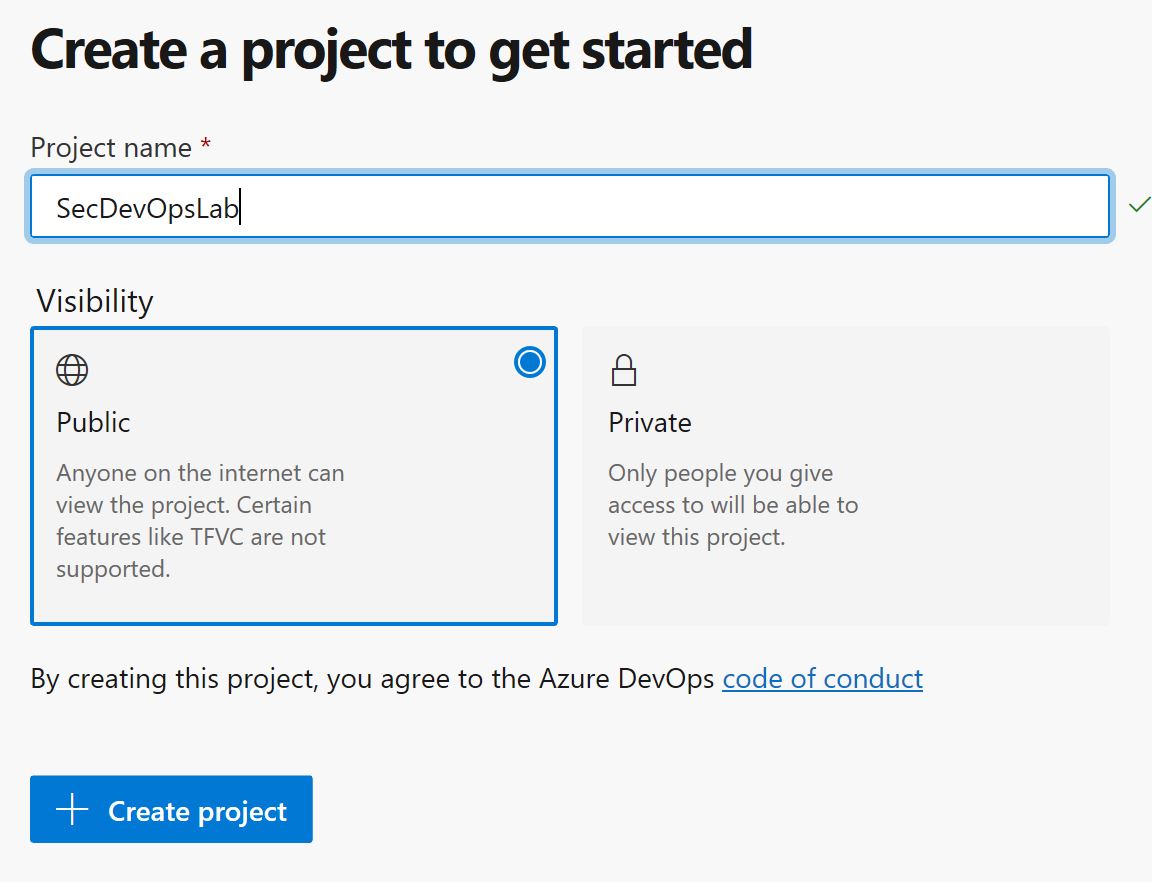 Create a project to get started
Project name *
SecDevOpsLab
Visibility
Public
Anyone on the internet can
view the project. Certain
features like TFVC are not
supported.
Private
Only people you give
access to will be able to
view this project.
By creating this project, you agree to the Azure DevOps code of conduct
Create project